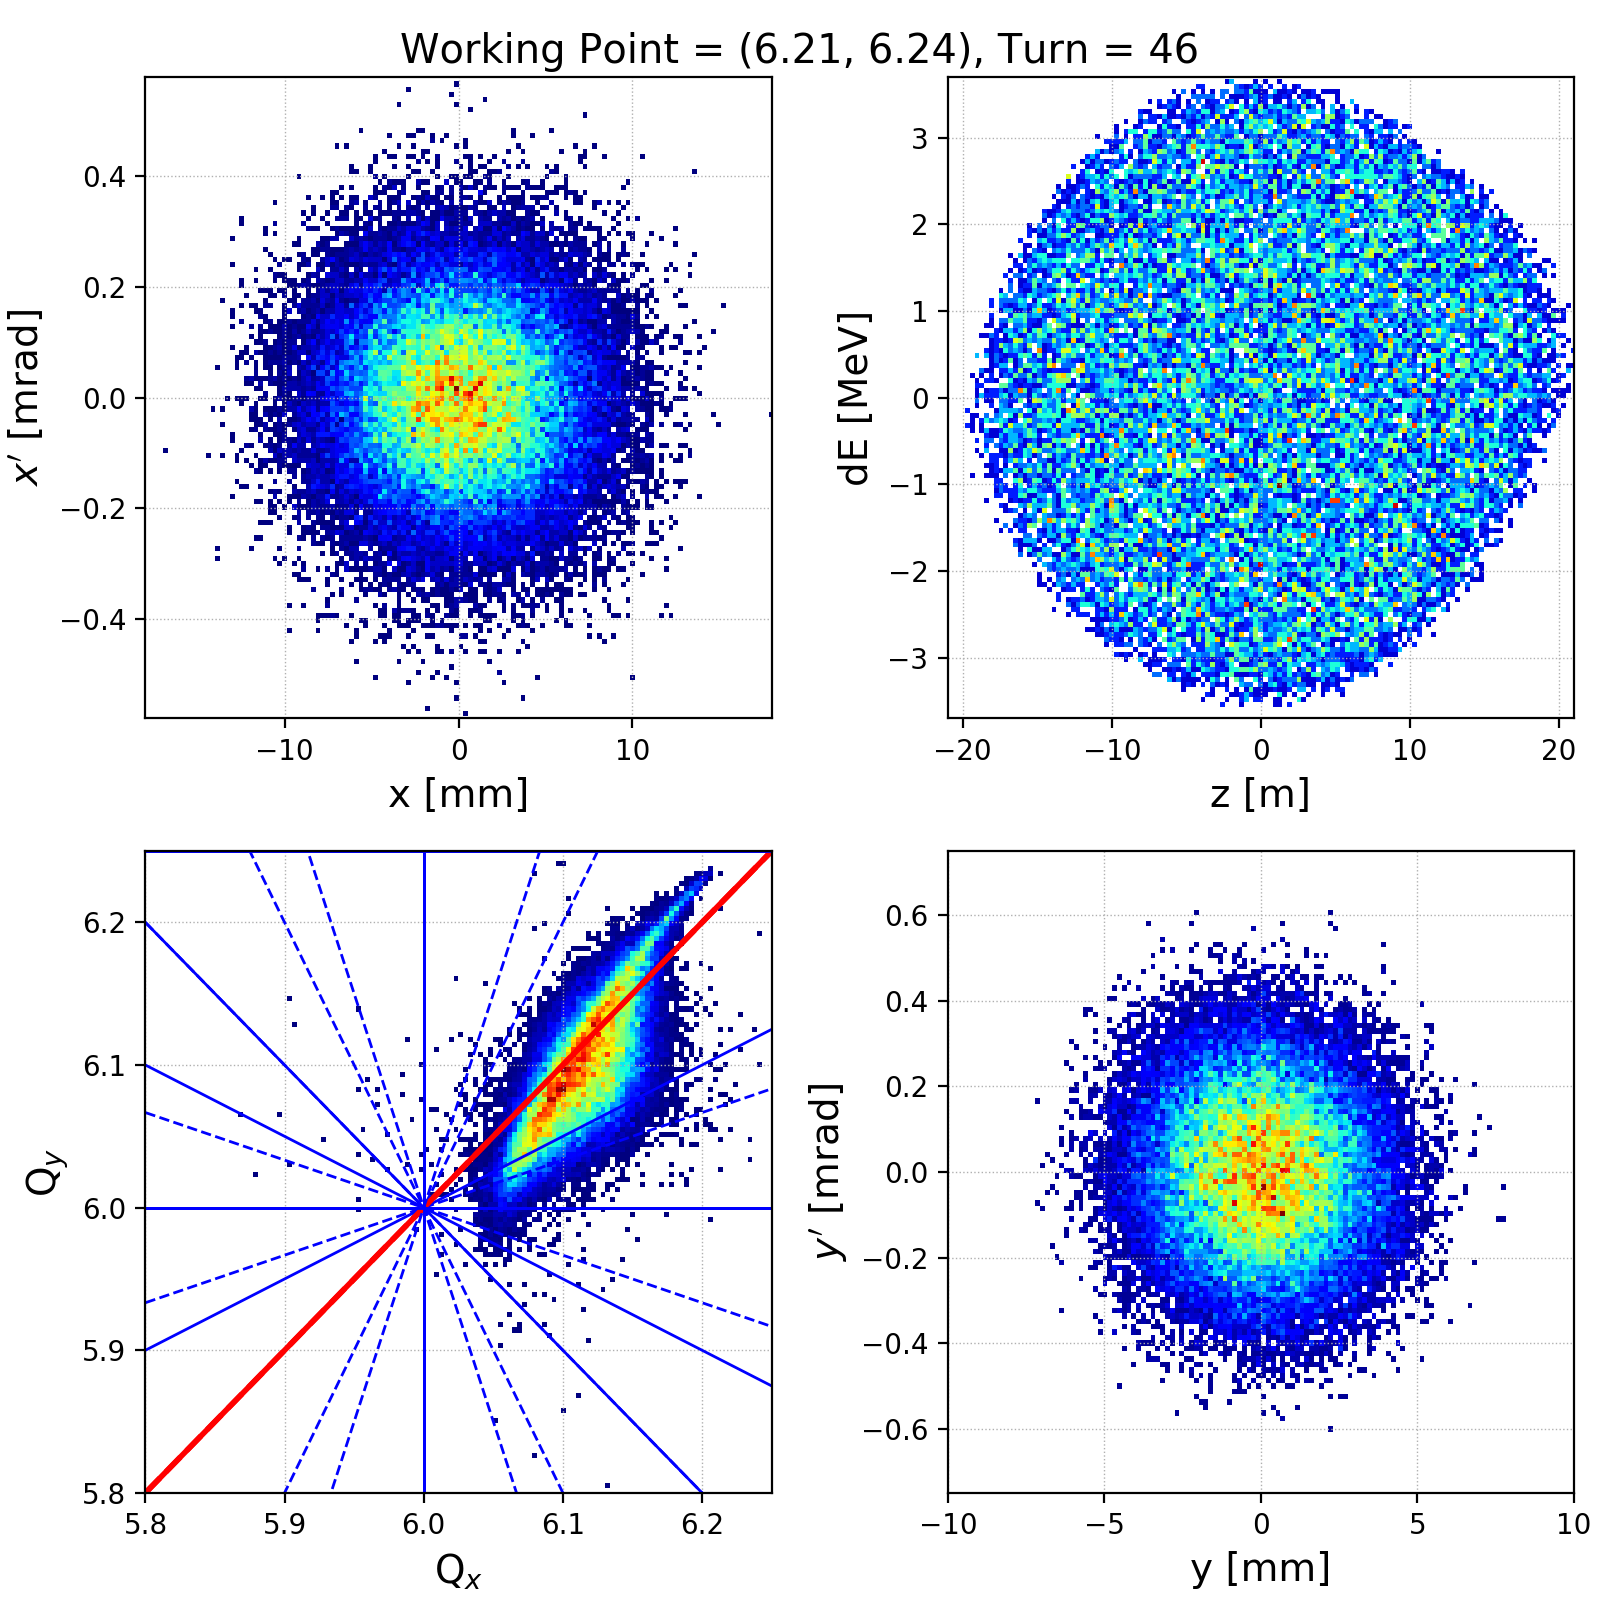 Working Point = (6.21, 6.24), Turn = 46
0.4
0.2
0.0
−0.2
−0.4
x′ [mrad]
−10 0 10
x [mm]
3
2
1
0
−1
−2
−3
dE [MeV]
−20 −10 0 10 20
z [m]
6.2
6.1
6.0
5.9
5.8
Qy
5.8 5.9 6.0 6.1 6.2
Qx
0.6
0.4
0.2
0.0
−0.2
−0.4
−0.6
y′ [mrad]
−10 −5 0 5 10
y [mm]